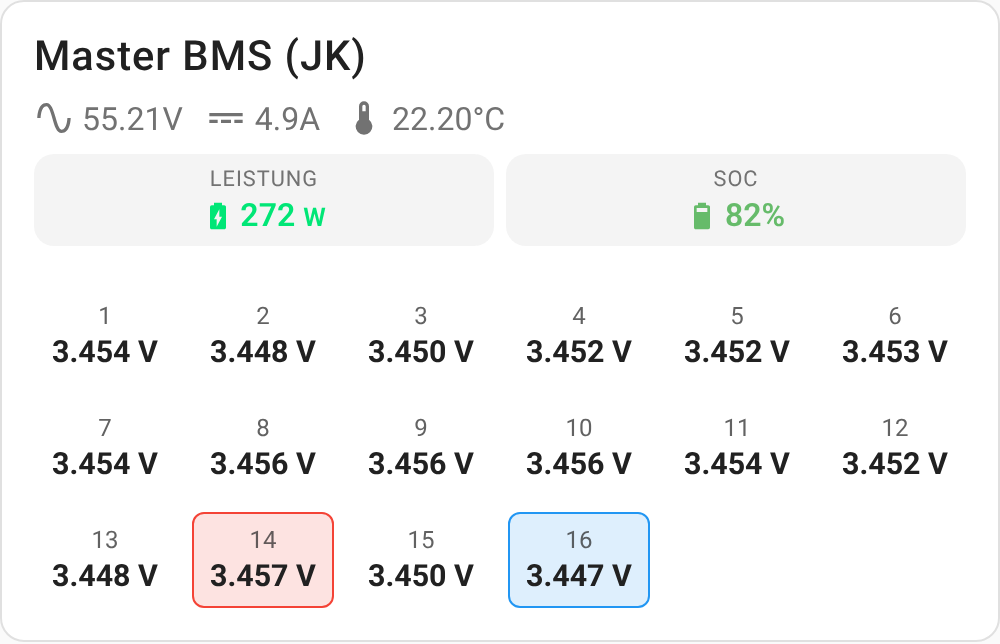 Master BMS (JK)
55.21V 4.9A 22.20°C
LEISTUNG SOC
272 W 82%
1 2 3 4 5 6
3.454 V 3.448 V 3.450 V 3.452 V 3.452 V 3.453 V
7 8 9 10 11 12
3.454 V 3.456 V 3.456 V 3.456 V 3.454 V 3.452 V
13 14 15 16
3.448 V 3.457 V 3.450 V 3.447 V